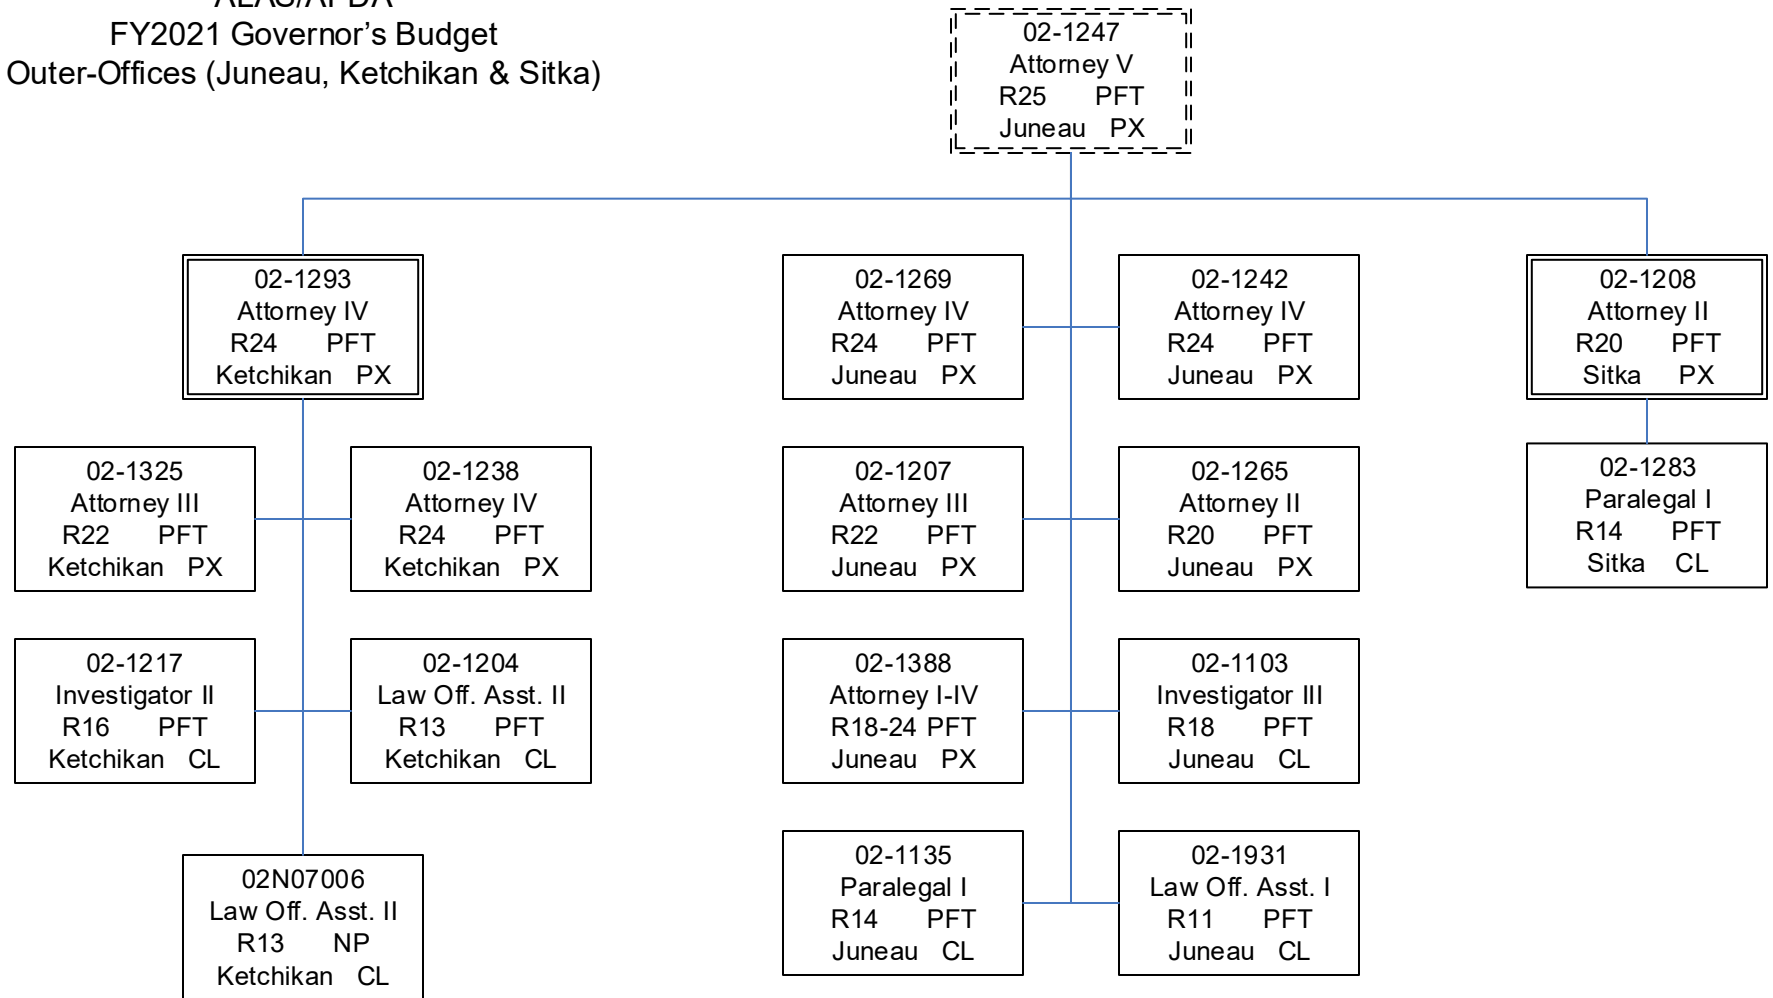 FY2021 Governor’s Budget
Outer-Offices (Juneau, Ketchikan & Sitka)
02-1247
Attorney V
R25 PFT
Juneau PX
02-1293
Attorney IV
R24 PFT
Ketchikan PX
02-1269
Attorney IV
R24 PFT
Juneau PX
02-1242
Attorney IV
R24 PFT
Juneau PX
02-1208
Attorney II
R20 PFT
Sitka PX
02-1325
Attorney III
R22 PFT
Ketchikan PX
02-1238
Attorney IV
R24 PFT
Ketchikan PX
02-1207
Attorney III
R22 PFT
Juneau PX
02-1265
Attorney II
R20 PFT
Juneau PX
02-1283
Paralegal I
R14 PFT
Sitka CL
02-1217
Investigator II
R16 PFT
Ketchikan CL
02-1204
Law Off. Asst. II
R13 PFT
Ketchikan CL
02-1388
Attorney I-IV
R18-24 PFT
Juneau PX
02-1103
Investigator III
R18 PFT
Juneau CL
02N07006
Law Off. Asst. II
R13 NP
Ketchikan CL
02-1135
Paralegal I
R14 PFT
Juneau CL
02-1931
Law Off. Asst. I
R11 PFT
Juneau CL